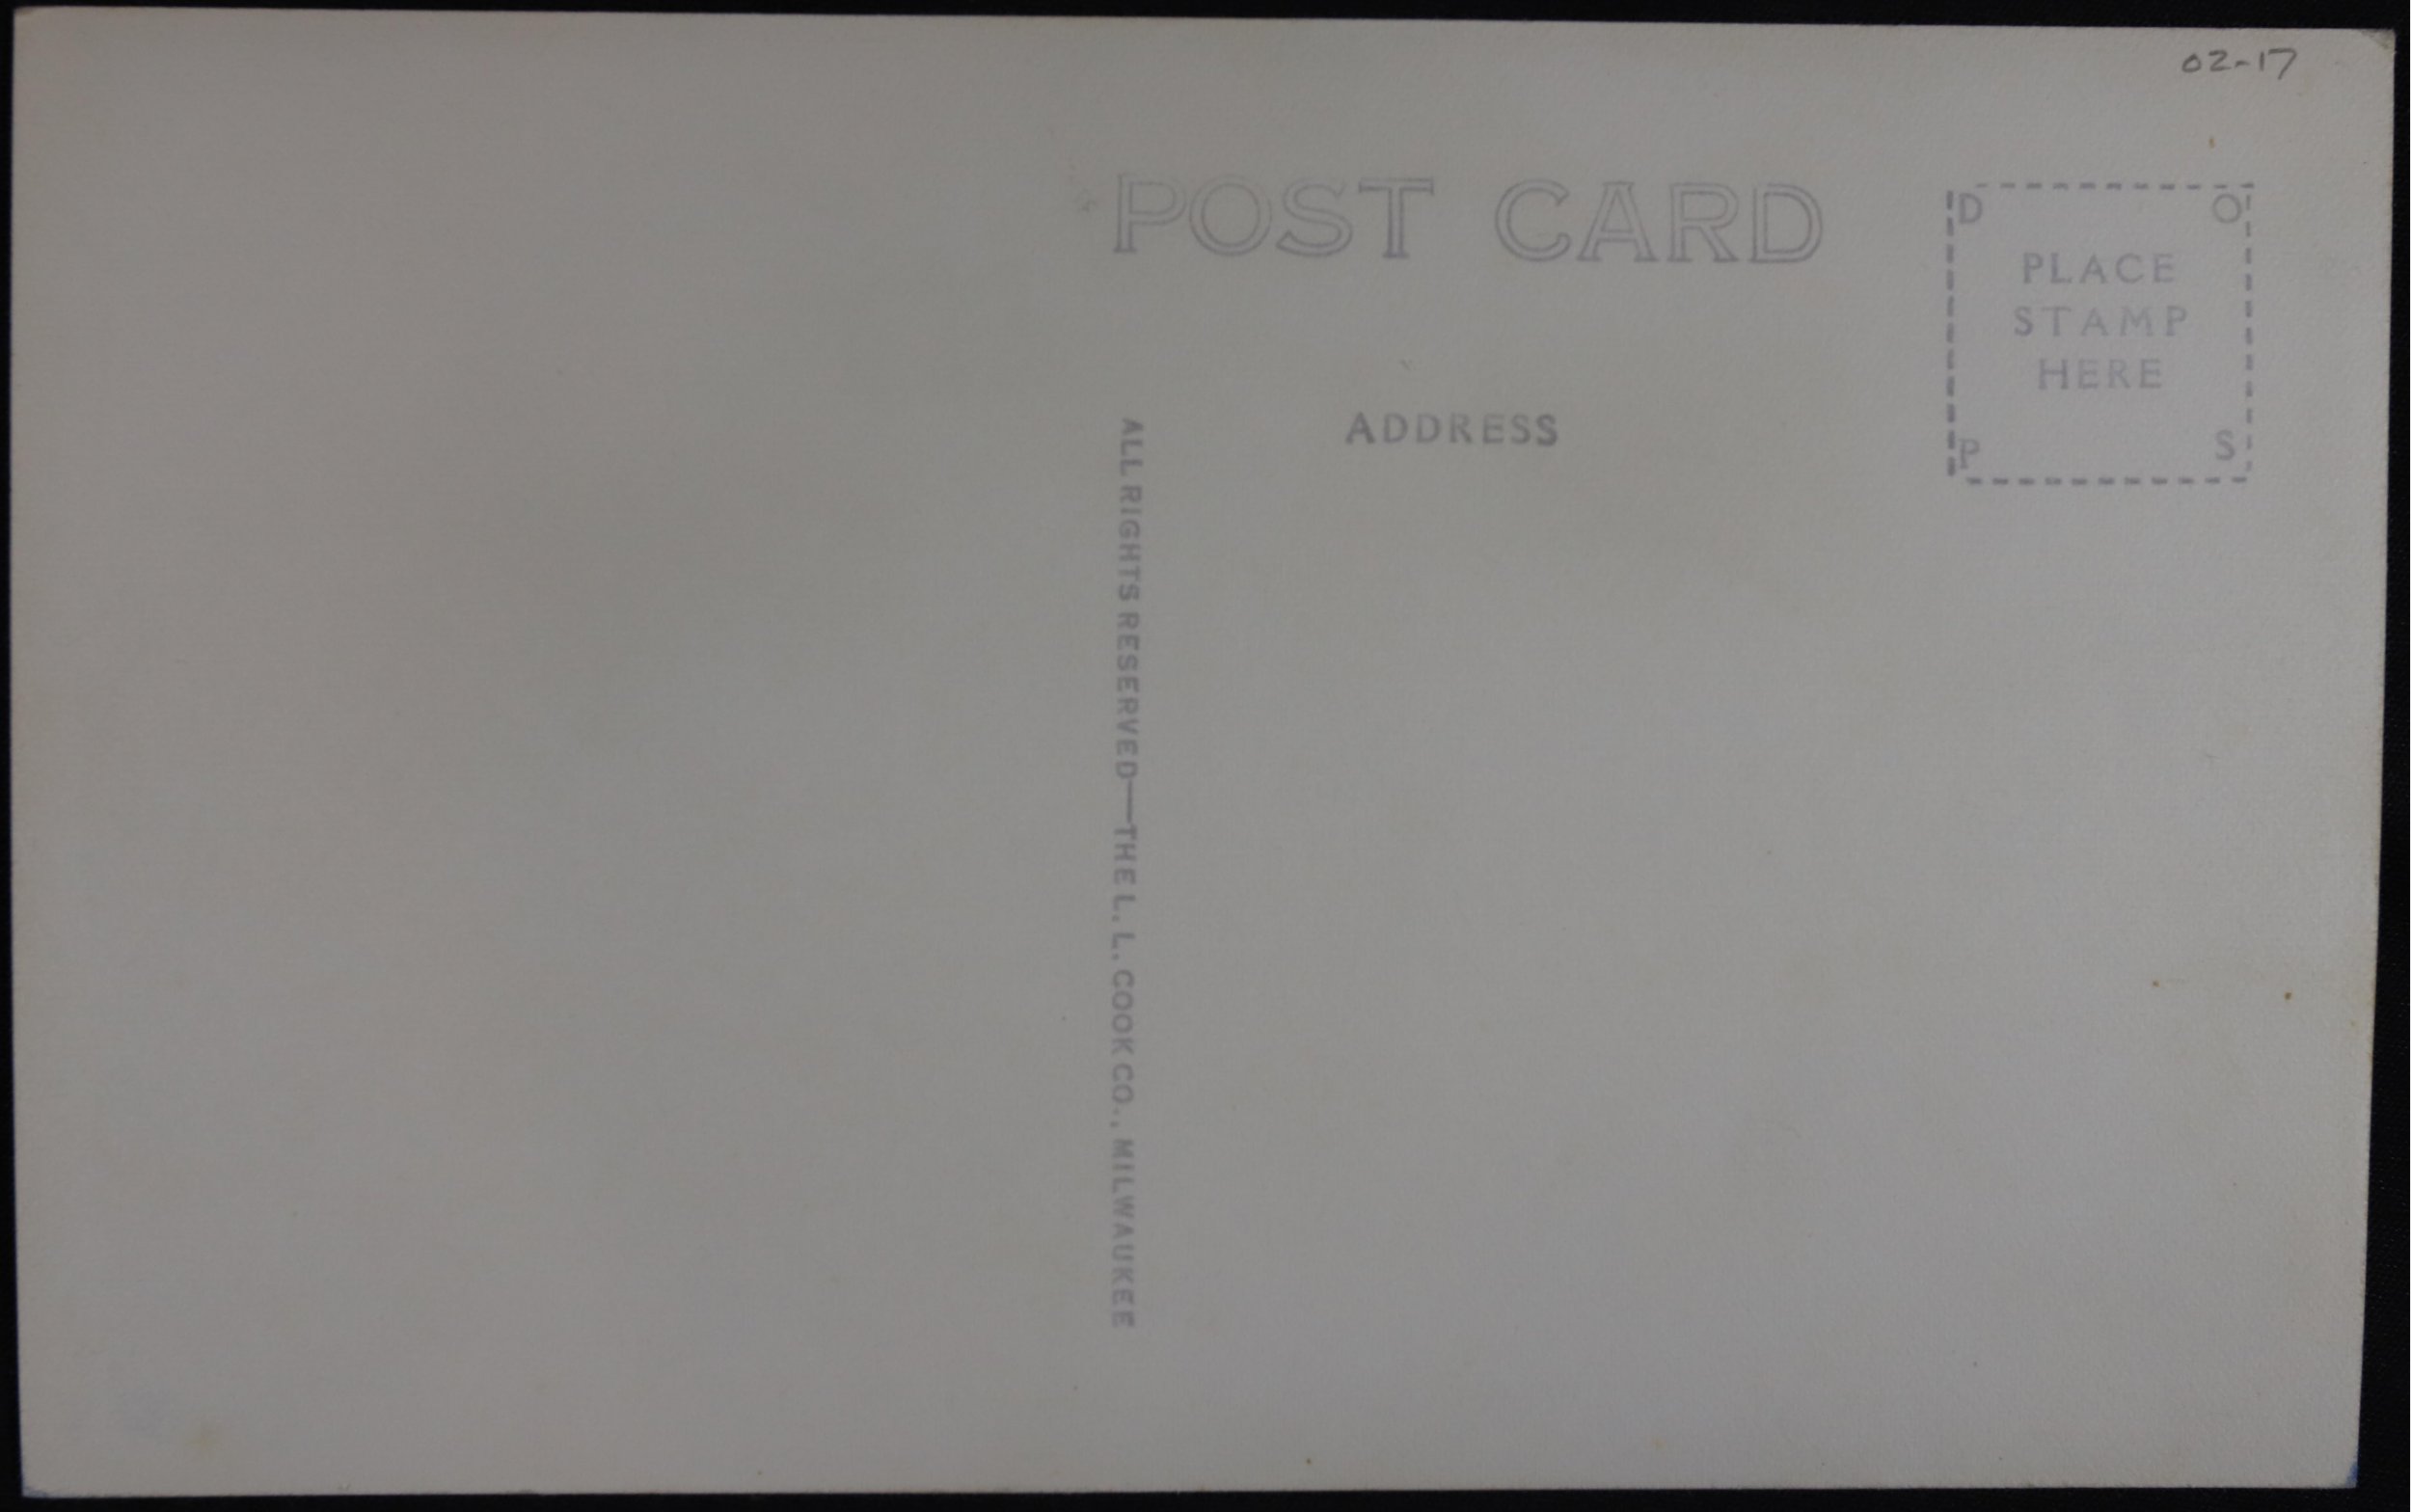 02-17
POST CARD
D O
PLACE
STAMP
HERE
P S
ADDRESS
ALL RIGHTS RESERVED—THE L. L. COOK CO., MILWAUKEE